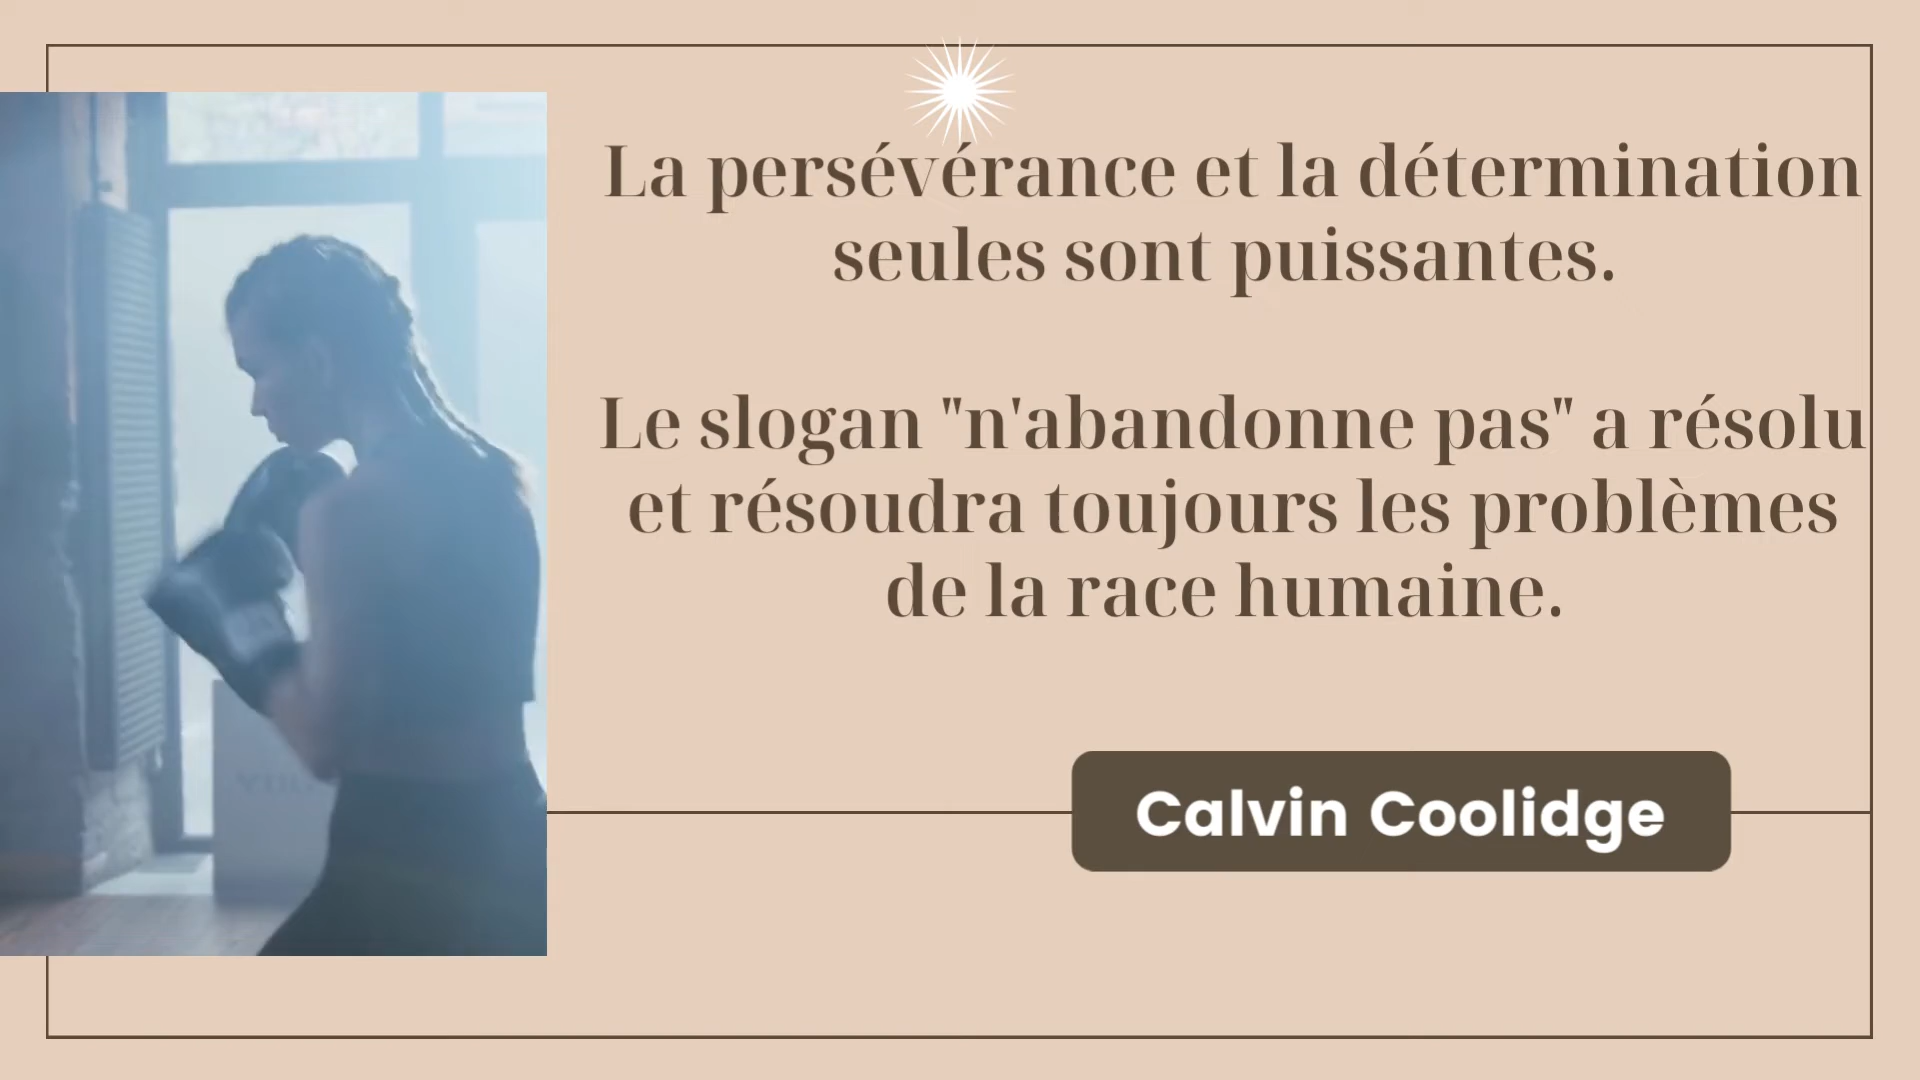 La persévérance et la détermination
seules sont puissantes.
Le slogan "n'abandonne pas" a résolu
et résoudra toujours les problèmes
de la race humaine.
Calvin Coolidge